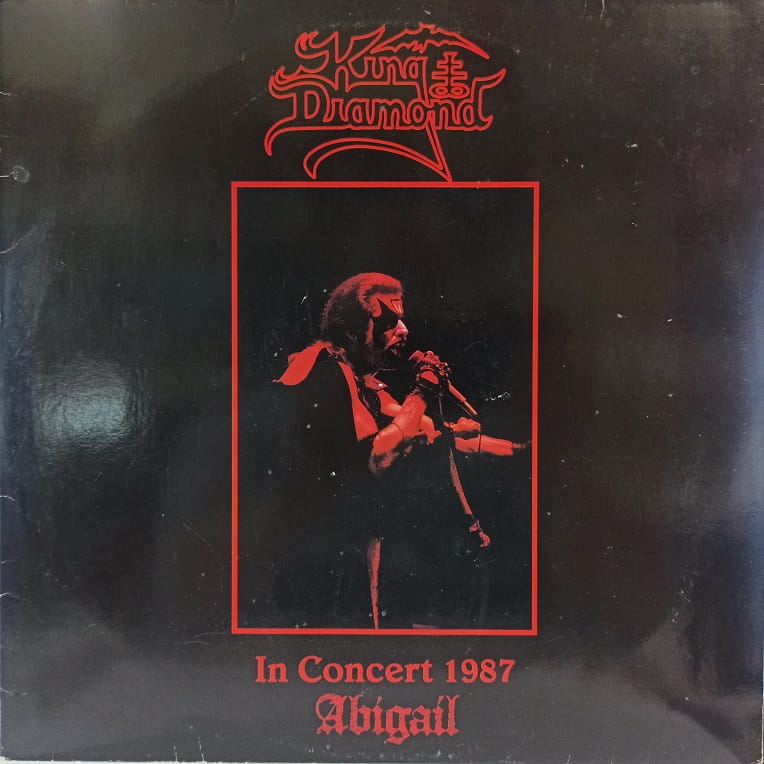 King
Diamond
In Concert 1987
Abigail